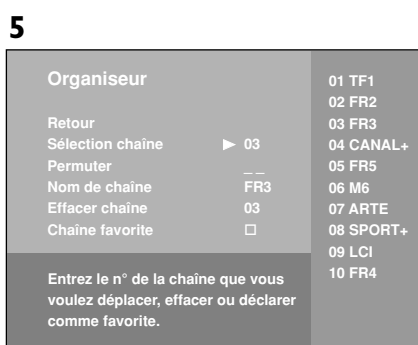 5
Organiseur
Retour
Sélection chaîne ▶ 03
Permuter _ _
Nom de chaîne FR3
Effacer chaîne 03
Chaîne favorite □
Entrez le n° de la chaîne que vous
voulez déplacer, effacer ou déclarer
comme favorite.
01 TF1
02 FR2
03 FR3
04 CANAL+
05 FR5
06 M6
07 ARTE
08 SPORT+
09 LCI
10 FR4